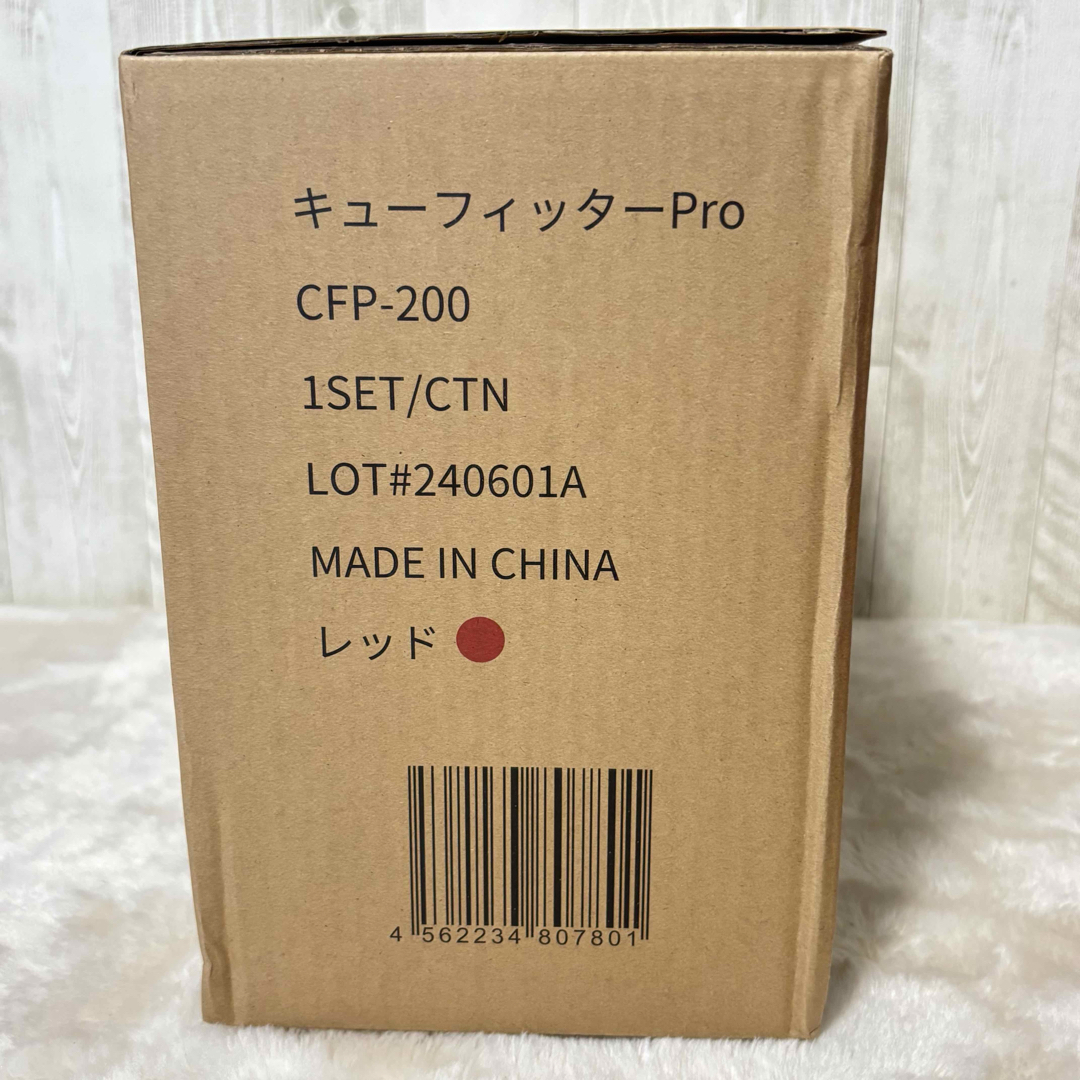 キューフィッターPro
CFP-200
1SET/CTN
LOT#240601A
MADE IN CHINA
レッド
4 562234 807801